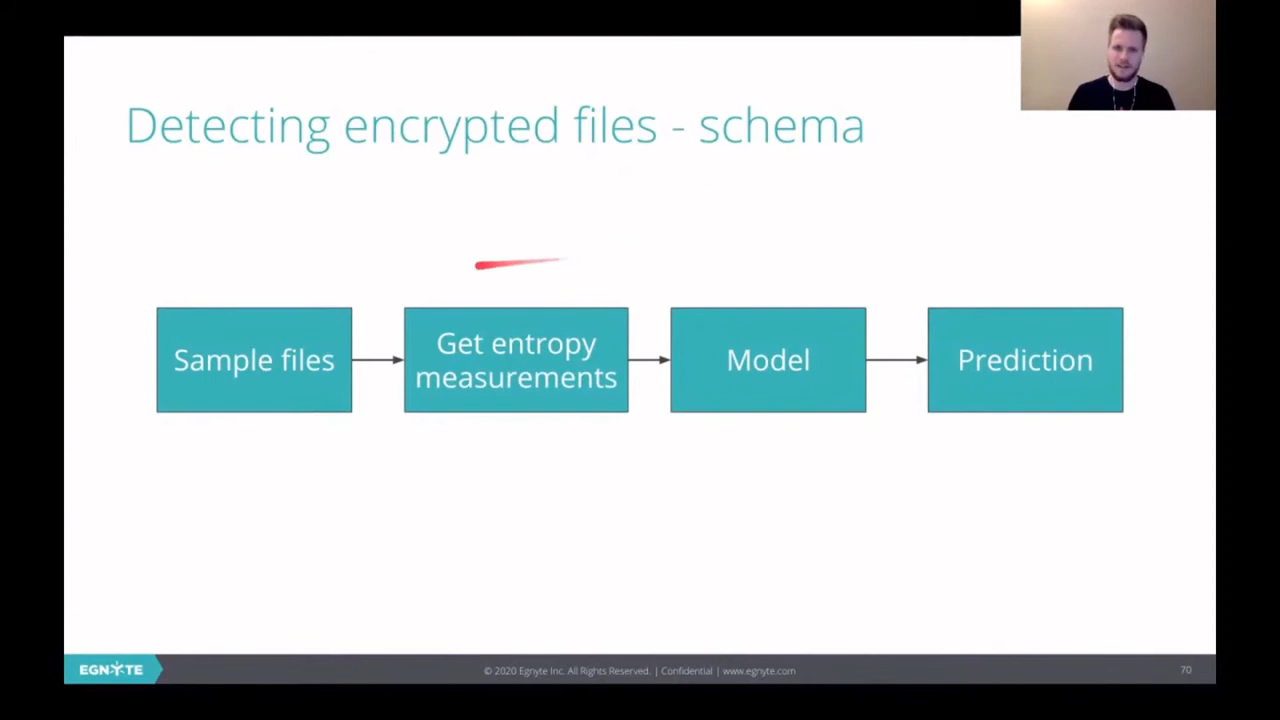 Detecting encrypted files - schema
Sample files
Get entropy
measurements
Model
Prediction
EGNYTE
© 2020 Egnyte Inc. All Rights Reserved. | Confidential | www.egnyte.com
70